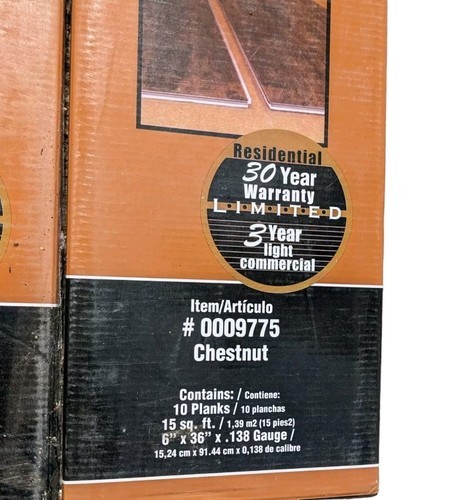 Residential
30 Year
Warranty
LIMITED
3 Year
light
commercial
Item/Artículo
# 0009775
Chestnut
Contains: / Contiene:
10 Planks / 10 planchas
15 sq. ft. / 1,39 m2 (15 pies2)
6" x 36" x .138 Gauge /
15,24 cm x 91.44 cm x 0,138 de calibre